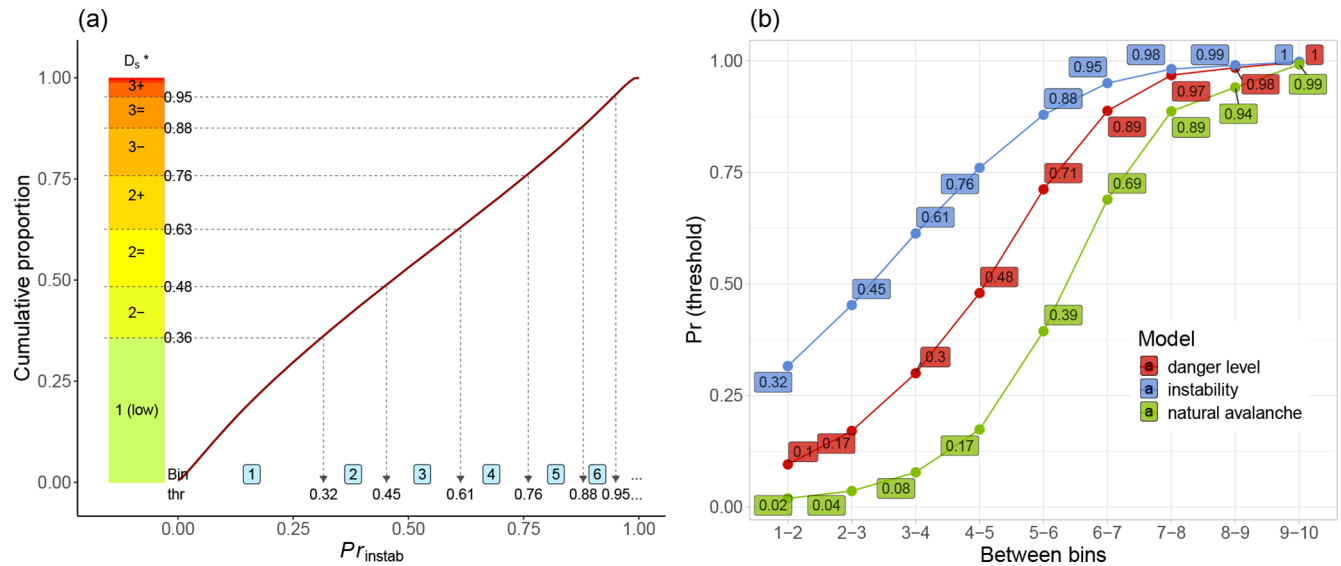 (a)
D_s *
Cumulative proportion
1.00
0.75
0.50
0.25
0.00
3+
3=
3−
2+
2=
2−
1 (low)
0.95
0.88
0.76
0.63
0.48
0.36
Bin 1 2 3 4 5 6 ...
thr 0.32 0.45 0.61 0.76 0.88 0.95 ...
0.00 0.25 0.50 0.75 1.00
Pr_instab
(b)
Pr (threshold)
1.00
0.75
0.50
0.25
0.00
0.32 0.45 0.61 0.76 0.88 0.95 0.98 0.99 1
0.1 0.17 0.3 0.48 0.71 0.89 0.97 0.98 1
0.02 0.04 0.08 0.17 0.39 0.69 0.89 0.94 0.99
Model
a danger level
a instability
a natural avalanche
1−2 2−3 3−4 4−5 5−6 6−7 7−8 8−9 9−10
Between bins